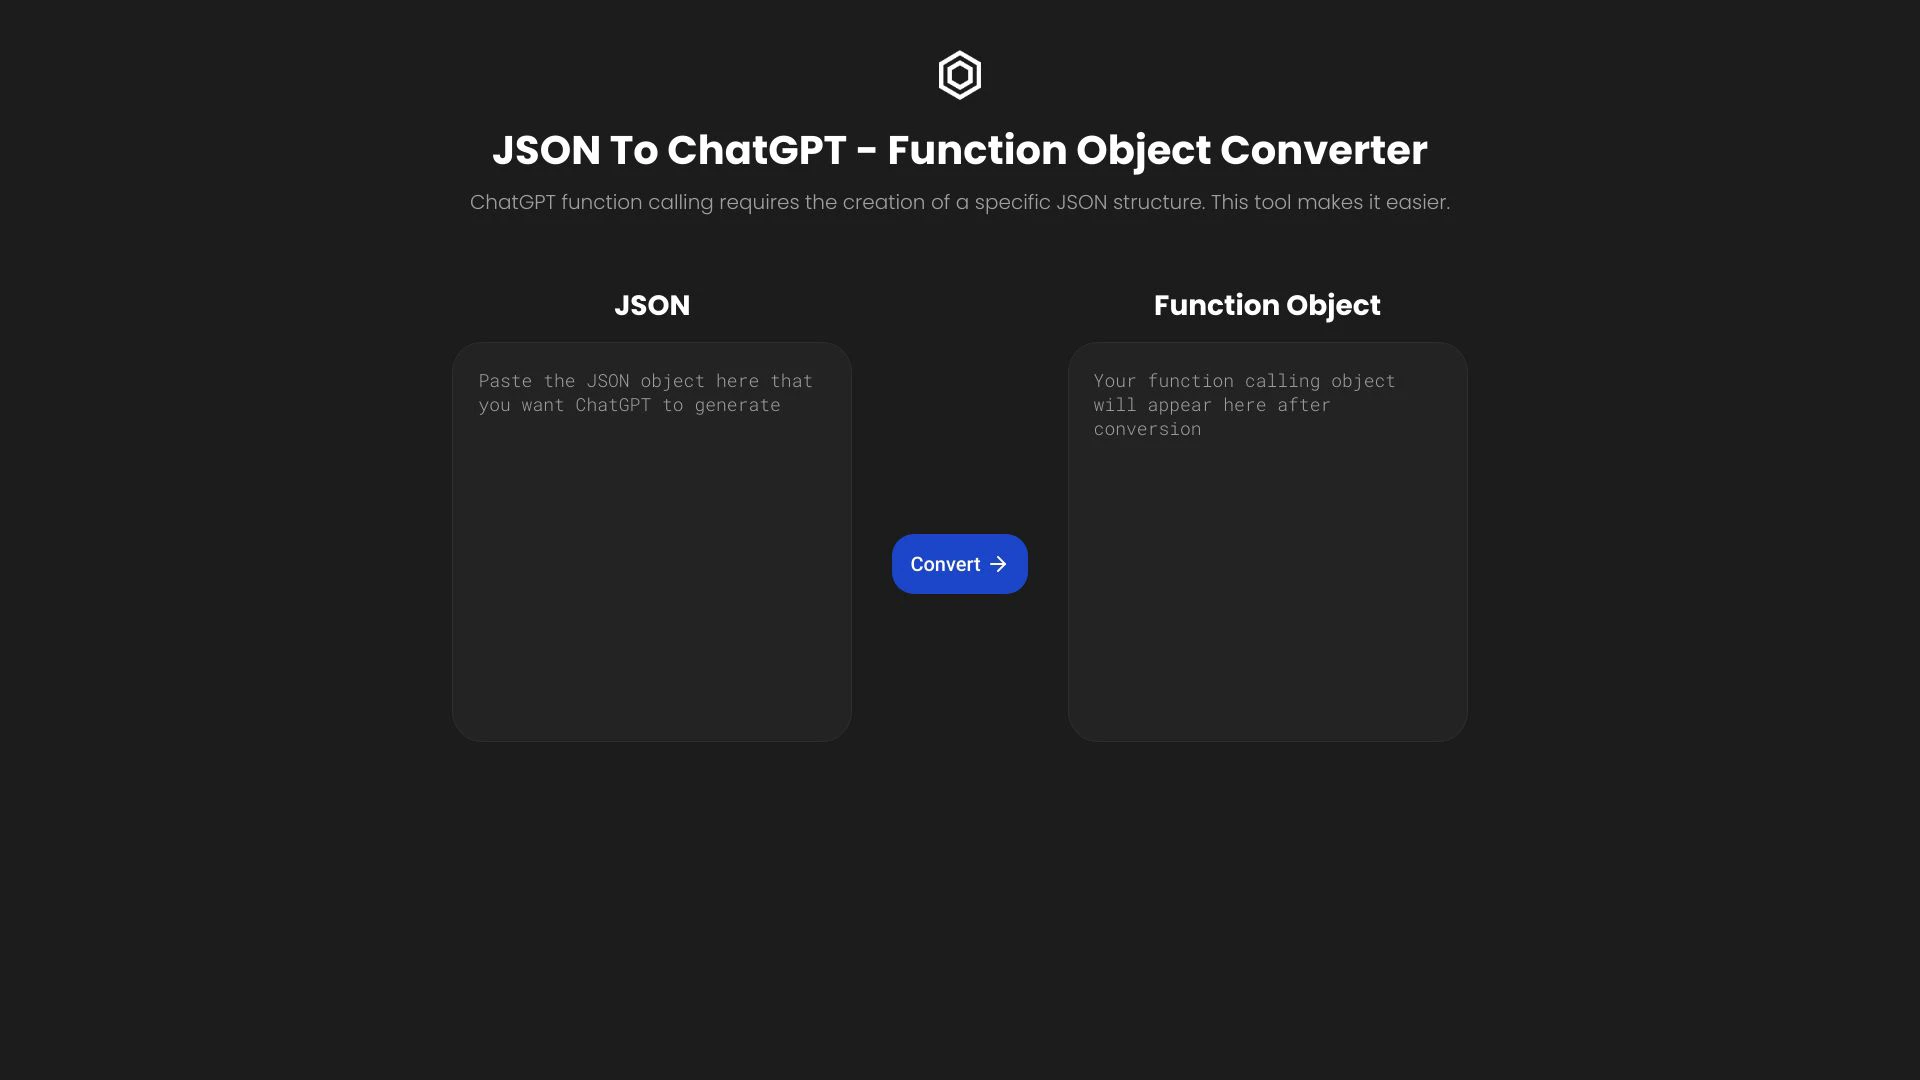 JSON To ChatGPT - Function Object Converter
ChatGPT function calling requires the creation of a specific JSON structure. This tool makes it easier.
JSON
Paste the JSON object here that
you want ChatGPT to generate
Convert
Function Object
Your function calling object
will appear here after
conversion